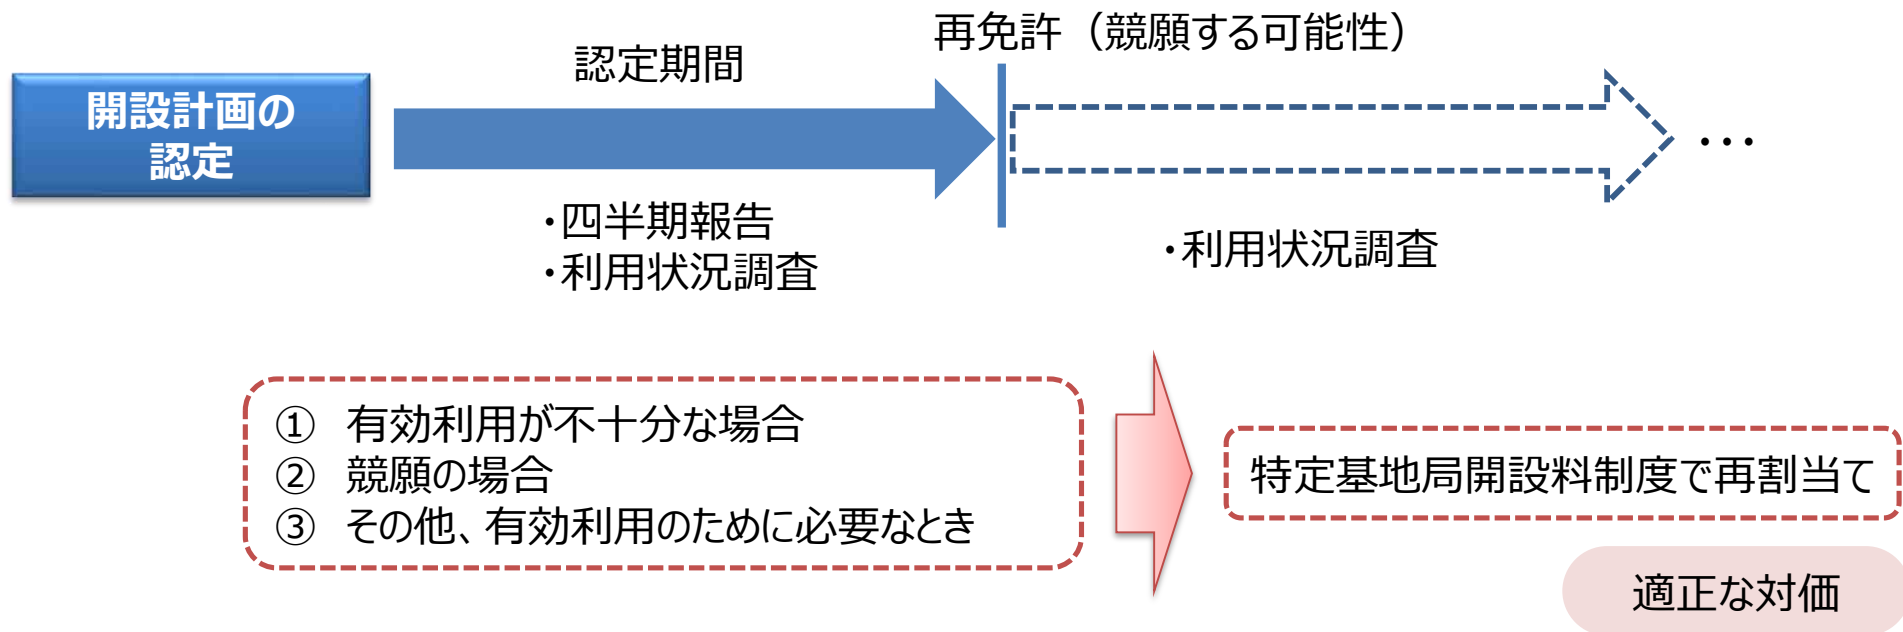 再免許（競願する可能性）
認定期間
開設計画の
認定
…
・四半期報告
・利用状況調査
・利用状況調査
① 有効利用が不十分な場合
② 競願の場合
③ その他、有効利用のために必要なとき
特定基地局開設料制度で再割当て
適正な対価